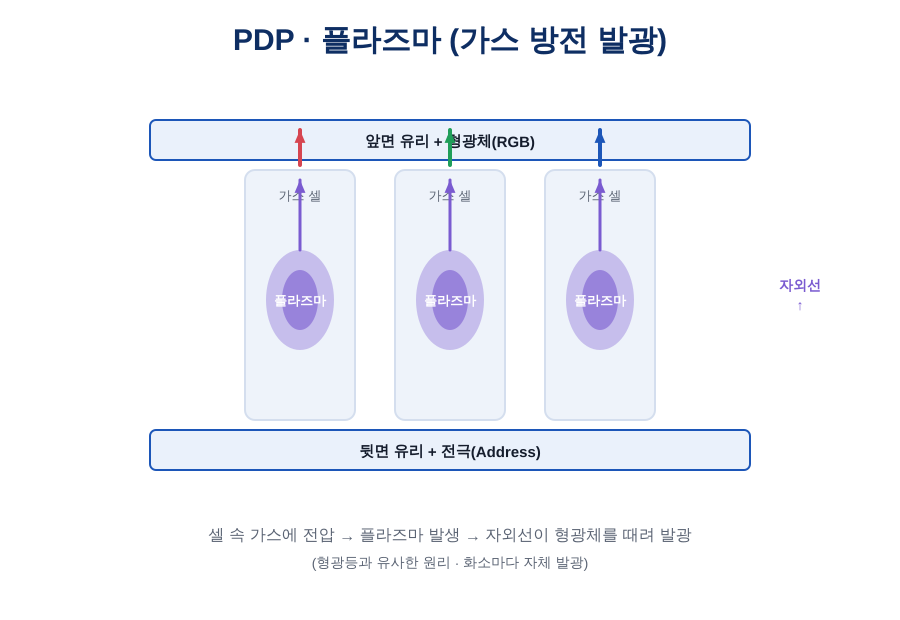 PDP · 플라즈마 (가스 방전 발광)
앞면 유리 + 형광체(RGB)
가스 셀
가스 셀
가스 셀
플라즈마
플라즈마
플라즈마
자외선
↑
뒷면 유리 + 전극(Address)
셀 속 가스에 전압 → 플라즈마 발생 → 자외선이 형광체를 때려 발광
(형광등과 유사한 원리 · 화소마다 자체 발광)